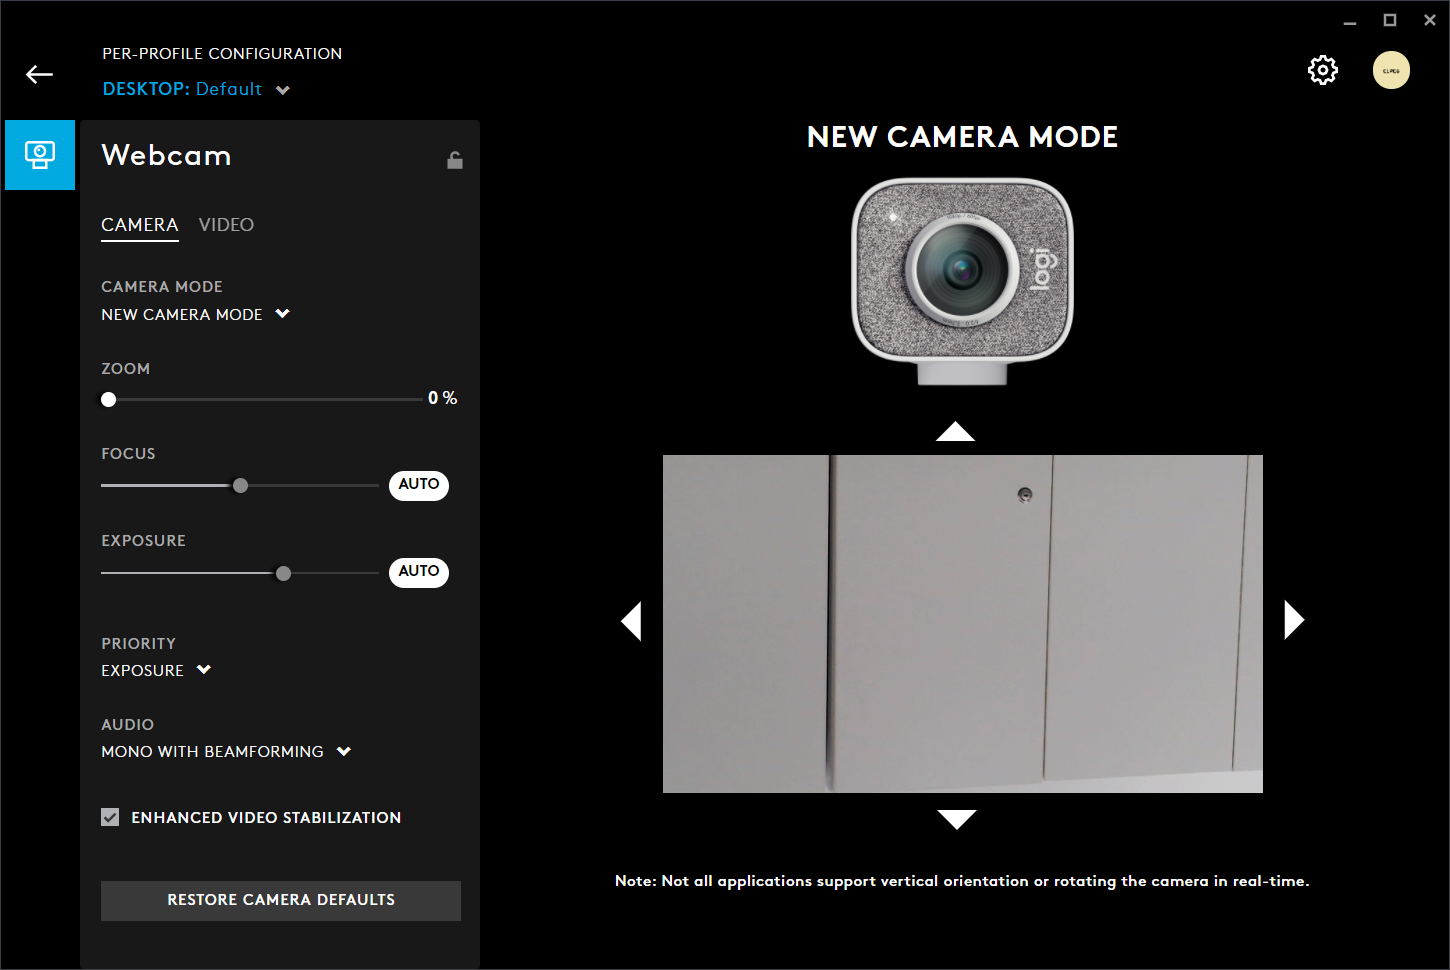 PER-PROFILE CONFIGURATION
DESKTOP: Default
NEW CAMERA MODE
Webcam
CAMERA VIDEO
CAMERA MODE
NEW CAMERA MODE
ZOOM
0 %
FOCUS
AUTO
EXPOSURE
AUTO
PRIORITY
EXPOSURE
AUDIO
MONO WITH BEAMFORMING
ENHANCED VIDEO STABILIZATION
RESTORE CAMERA DEFAULTS
logi
Note: Not all applications support vertical orientation or rotating the camera in real-time.